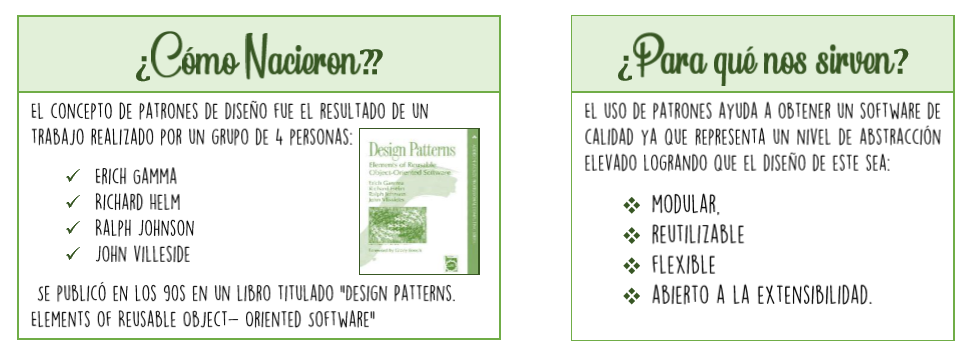 ¿Cómo Nacieron??
EL CONCEPTO DE PATRONES DE DISEÑO FUE EL RESULTADO DE UN
TRABAJO REALIZADO POR UN GRUPO DE 4 PERSONAS:
✓ ERICH GAMMA
✓ RICHARD HELM
✓ RALPH JOHNSON
✓ JOHN VILLESIDE
Design Patterns
Elements of Reusable
Object-Oriented Software
Erich Gamma
Richard Helm
Ralph Johnson
John Vlissides
SE PUBLICÓ EN LOS 90S EN UN LIBRO TITULADO "DESIGN PATTERNS.
ELEMENTS OF REUSABLE OBJECT– ORIENTED SOFTWARE"
¿Para qué nos sirven?
EL USO DE PATRONES AYUDA A OBTENER UN SOFTWARE DE
CALIDAD YA QUE REPRESENTA UN NIVEL DE ABSTRACCIÓN
ELEVADO LOGRANDO QUE EL DISEÑO DE ESTE SEA:
❖ MODULAR,
❖ REUTILIZABLE
❖ FLEXIBLE
❖ ABIERTO A LA EXTENSIBILIDAD.